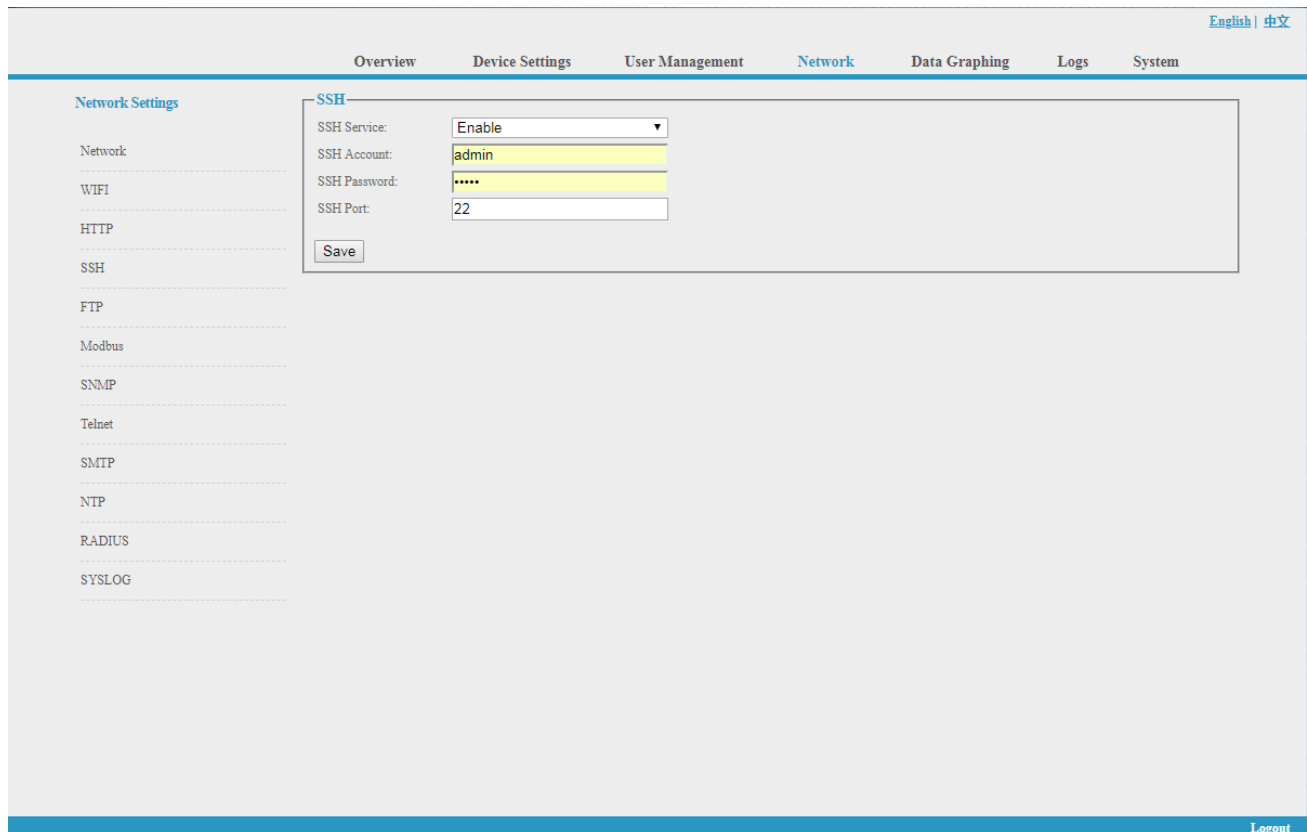 English | 中文
Overview Device Settings User Management Network Data Graphing Logs System
Network Settings
Network
WIFI
HTTP
SSH
FTP
Modbus
SNMP
Telnet
SMTP
NTP
RADIUS
SYSLOG
SSH
SSH Service: Enable
SSH Account: admin
SSH Password: •••••
SSH Port: 22
Save
Logout